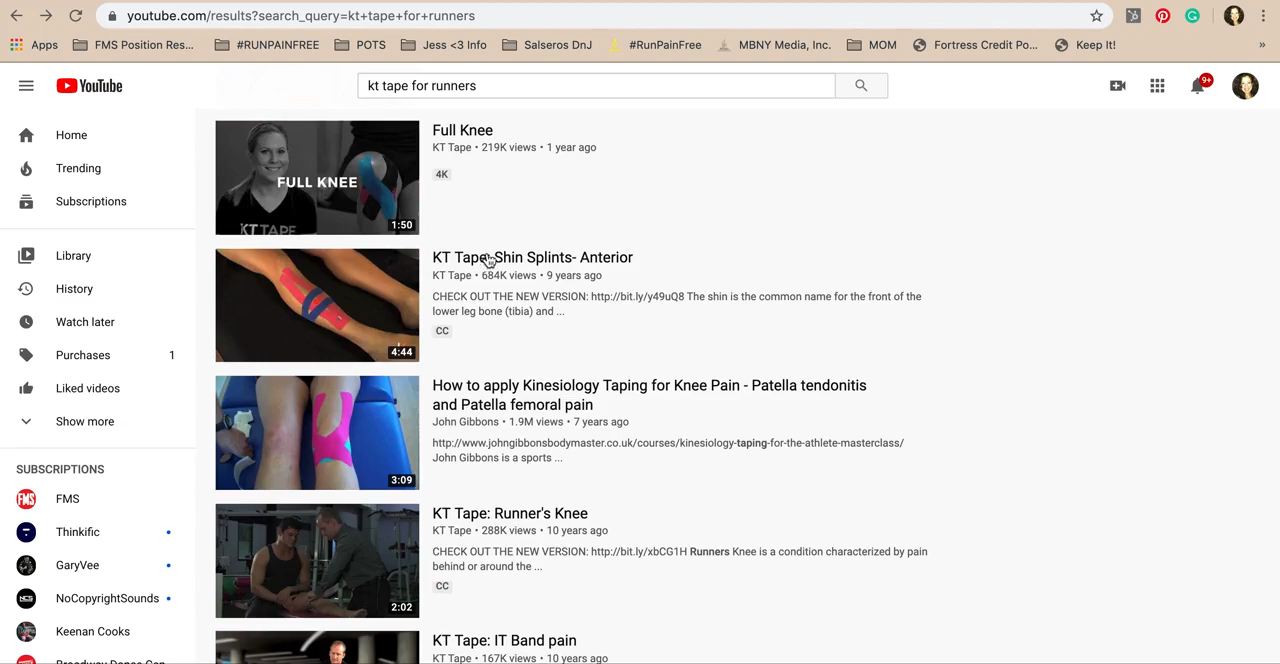 youtube.com/results?search_query=kt+tape+for+runners
Apps FMS Position Res... #RUNPAINFREE POTS Jess <3 Info Salseros DnJ #RunPainFree MBNY Media, Inc. MOM Fortress Credit Po... Keep It! »
YouTube kt tape for runners 9+
Home
Trending
Subscriptions
Library
History
Watch later
Purchases 1
Liked videos
Show more
SUBSCRIPTIONS
FMS
Thinkific
GaryVee
NoCopyrightSounds
Keenan Cooks
FULL KNEE
KT TAPE
1:50
Full Knee
KT Tape • 219K views • 1 year ago
4K
4:44
KT Tape: Shin Splints- Anterior
KT Tape • 684K views • 9 years ago
CHECK OUT THE NEW VERSION: http://bit.ly/y49uQ8 The shin is the common name for the front of the
lower leg bone (tibia) and ...
CC
3:09
How to apply Kinesiology Taping for Knee Pain - Patella tendonitis
and Patella femoral pain
John Gibbons • 1.9M views • 7 years ago
http://www.johngibbonsbodymaster.co.uk/courses/kinesiology-taping-for-the-athlete-masterclass/
John Gibbons is a sports ...
2:02
KT Tape: Runner's Knee
KT Tape • 288K views • 10 years ago
CHECK OUT THE NEW VERSION: http://bit.ly/xbCG1H Runners Knee is a condition characterized by pain
behind or around the ...
CC
KT Tape: IT Band pain
KT Tape • 167K views • 10 years ago